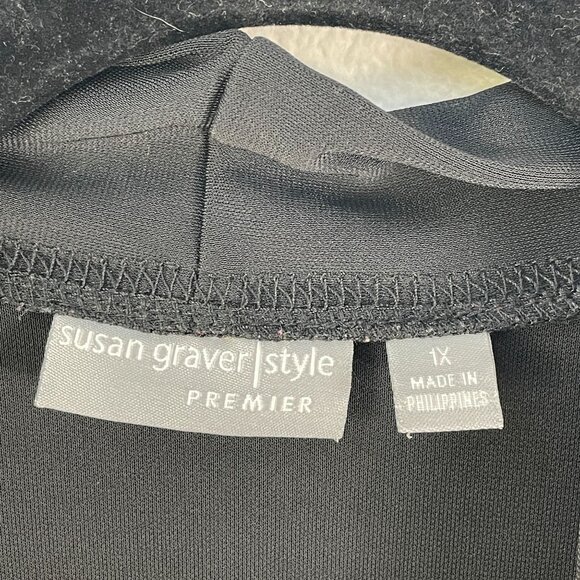 susan graver|style
PREMIER
1X
MADE IN
PHILIPPINES